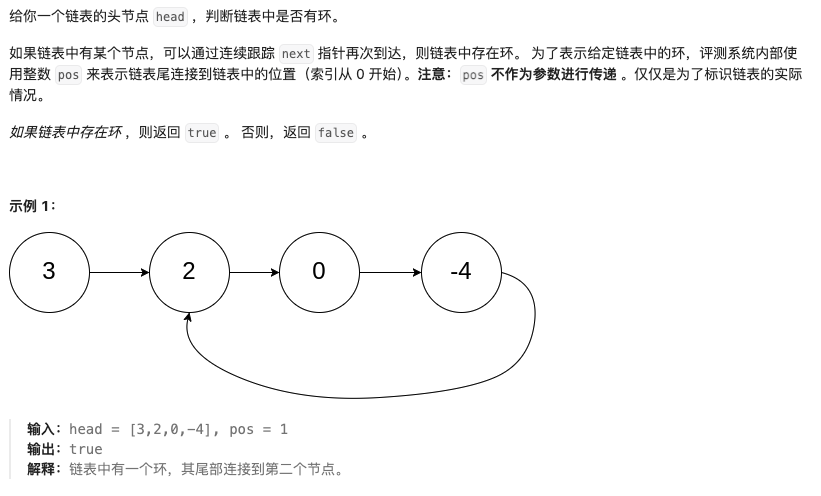 给你一个链表的头节点 head ，判断链表中是否有环。
如果链表中有某个节点，可以通过连续跟踪 next 指针再次到达，则链表中存在环。 为了表示给定链表中的环，评测系统内部使
用整数 pos 来表示链表尾连接到链表中的位置（索引从 0 开始）。注意：pos 不作为参数进行传递 。仅仅是为了标识链表的实际
情况。
如果链表中存在环 ，则返回 true 。 否则，返回 false 。
示例 1：
3 2 0 -4
输入：head = [3,2,0,-4], pos = 1
输出：true
解释：链表中有一个环，其尾部连接到第二个节点。